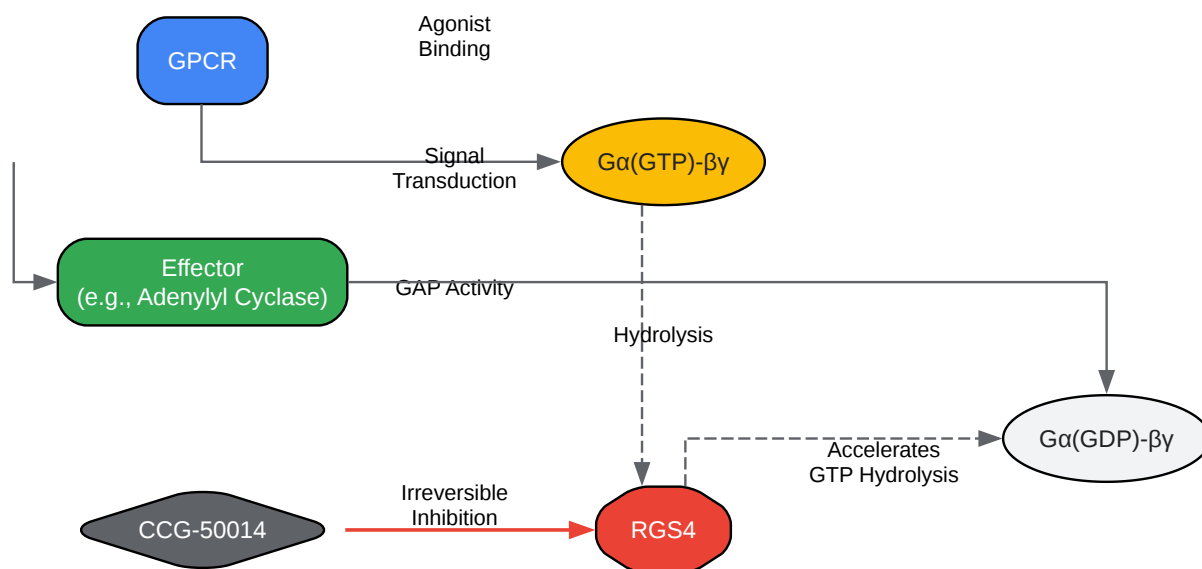 Agonist
Binding
GPCR
Signal
Transduction
Gα(GTP)-βγ
Effector
(e.g., Adenylyl Cyclase)
GAP Activity
Hydrolysis
Gα(GDP)-βγ
Accelerates
GTP Hydrolysis
Irreversible
Inhibition
CCG-50014
RGS4